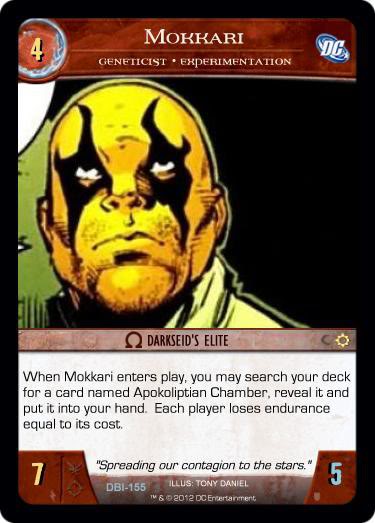 4
MOKKARI
DC
GENETICIST • EXPERIMENTATION
Ω DARKSEID'S ELITE
When Mokkari enters play, you may search your deck
for a card named Apokoliptian Chamber, reveal it and
put it into your hand. Each player loses endurance
equal to its cost.
7
"Spreading our contagion to the stars."
DBI-155
ILLUS: TONY DANIEL
™ & © 2012 DC Entertainment
5